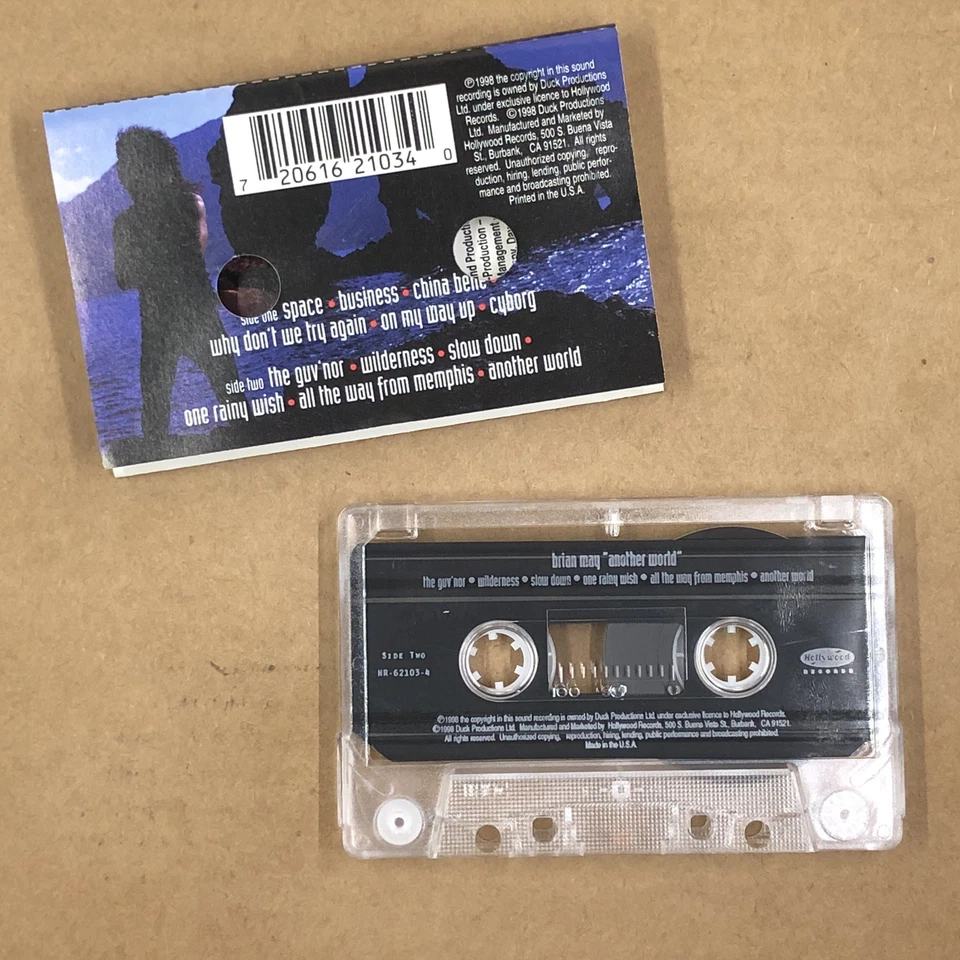 ℗1998 the copyright in this sound
recording is owned by Duck Productions
Ltd. under exclusive licence to Hollywood
Records. ©1998 Duck Productions
Ltd. Manufactured and Marketed by
Hollywood Records, 500 S. Buena Vista
St., Burbank, CA 91521. All rights
reserved. Unauthorized copying, repro-
duction, hiring, lending, public perfor-
mance and broadcasting prohibited.
Printed in the U.S.A.
7 20616 21034 0
Production
-Production -
Management
side one space • business • china belle
why don't we try again • on my way up • cyborg
side two the guv'nor • wilderness • slow down •
one rainy wish • all the way from memphis • another world
brian may "another world"
the guv'nor • wilderness • slow down • one rainy wish • all the way from memphis • another world
SIDE TWO
HR-62103-4
Hollywood
RECORDS
100 50 0
℗1998 the copyright in this sound recording is owned by Duck Productions Ltd. under exclusive licence to Hollywood Records.
©1998 Duck Productions Ltd. Manufactured and Marketed by Hollywood Records, 500 S. Buena Vista St., Burbank, CA 91521.
All rights reserved. Unauthorized copying, reproduction, hiring, lending, public performance and broadcasting prohibited.
Made in the U.S.A.